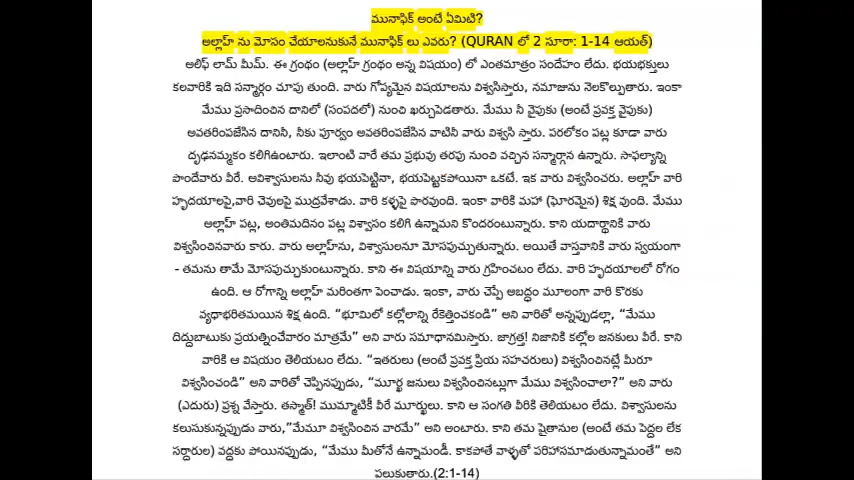 మునాఫిక్ అంటే ఏమిటి?
అల్లాహ్ ను మోసం చేయాలనుకునే మునాఫిక్ లు ఎవరు? (QURAN లో 2 సూరా: 1-14 ఆయత్)
అలిఫ్ లామ్ మీమ్. ఈ గ్రంథం (అల్లాహ్ గ్రంథం అన్న విషయం) లో ఎంతమాత్రం సందేహం లేదు. భయభక్తులు
కలవారికి ఇది సన్మార్గం చూపు తుంది. వారు గోప్యమైన విషయాలను విశ్వసిస్తారు, నమాజును నెలకొల్పుతారు. ఇంకా
మేము ప్రసాదించిన దానిలో (సంపదలో) నుంచి ఖర్చుపెడతారు. మేము నీ వైపుకు (అంటే ప్రవక్త వైపుకు)
అవతరింపజేసిన దానినీ, నీకు పూర్వం అవతరింపజేసిన వాటినీ వారు విశ్వసి స్తారు. పరలోకం పట్ల కూడా వారు
దృఢనమ్మకం కలిగిఉంటారు. ఇలాంటి వారే తమ ప్రభువు తరపు నుంచి వచ్చిన సన్మార్గాన ఉన్నారు. సాఫల్యాన్ని
పొందేవారు వీరే. అవిశ్వాసులను నీవు భయపెట్టినా, భయపెట్టకపోయినా ఒకటే. ఇక వారు విశ్వసించరు. అల్లాహ్ వారి
హృదయాలపై,వారి చెవులపై ముద్రవేశాడు. వారి కళ్ళపై పొరవుంది. ఇంకా వారికి మహా (ఘోరమైన) శిక్ష వుంది. మేము
అల్లాహ్ పట్ల, అంతిమదినం పట్ల విశ్వాసం కలిగి ఉన్నామని కొందరంటున్నారు. కాని యదార్థానికి వారు
విశ్వసించినవారు కారు. వారు అల్లాహ్‌ను, విశ్వాసులనూ మోసపుచ్చుతున్నారు. అయితే వాస్తవానికి వారు స్వయంగా
- తమను తామే మోసపుచ్చుకుంటున్నారు. కాని ఈ విషయాన్ని వారు గ్రహించటం లేదు. వారి హృదయాలలో రోగం
ఉంది. ఆ రోగాన్ని అల్లాహ్ మరింతగా పెంచాడు. ఇంకా, వారు చెప్పే అబద్ధం మూలంగా వారి కొరకు
వ్యధాభరితమయిన శిక్ష ఉంది. “భూమిలో కల్లోలాన్ని రేకెత్తించకండి” అని వారితో అన్నప్పుడల్లా, “మేము
దిద్దుబాటుకు ప్రయత్నించేవారం మాత్రమే” అని వారు సమాధానమిస్తారు. జాగ్రత్త! నిజానికి కల్లోల జనకులు వీరే. కాని
వారికి ఆ విషయం తెలియటం లేదు. “ఇతరులు (అంటే ప్రవక్త ప్రియ సహచరులు) విశ్వసించినట్లే మీరూ
విశ్వసించండి” అని వారితో చెప్పినప్పుడు, “మూర్ఖ జనులు విశ్వసించినట్లుగా మేము విశ్వసించాలా?” అని వారు
(ఎదురు) ప్రశ్న వేస్తారు. తస్మాత్! ముమ్మాటికీ వీరే మూర్ఖులు. కాని ఆ సంగతి వీరికి తెలియటం లేదు. విశ్వాసులను
కలుసుకున్నప్పుడు వారు,”మేమూ విశ్వసించిన వారమే” అని అంటారు. కాని తమ షైతానుల (అంటే తమ పెద్దల లేక
సర్దారుల) వద్దకు పోయినప్పుడు, “మేము మీతోనే ఉన్నామండీ. కాకపోతే వాళ్ళతో పరిహాసమాడుతున్నామంతే” అని
పలుకుతారు.(2:1-14)